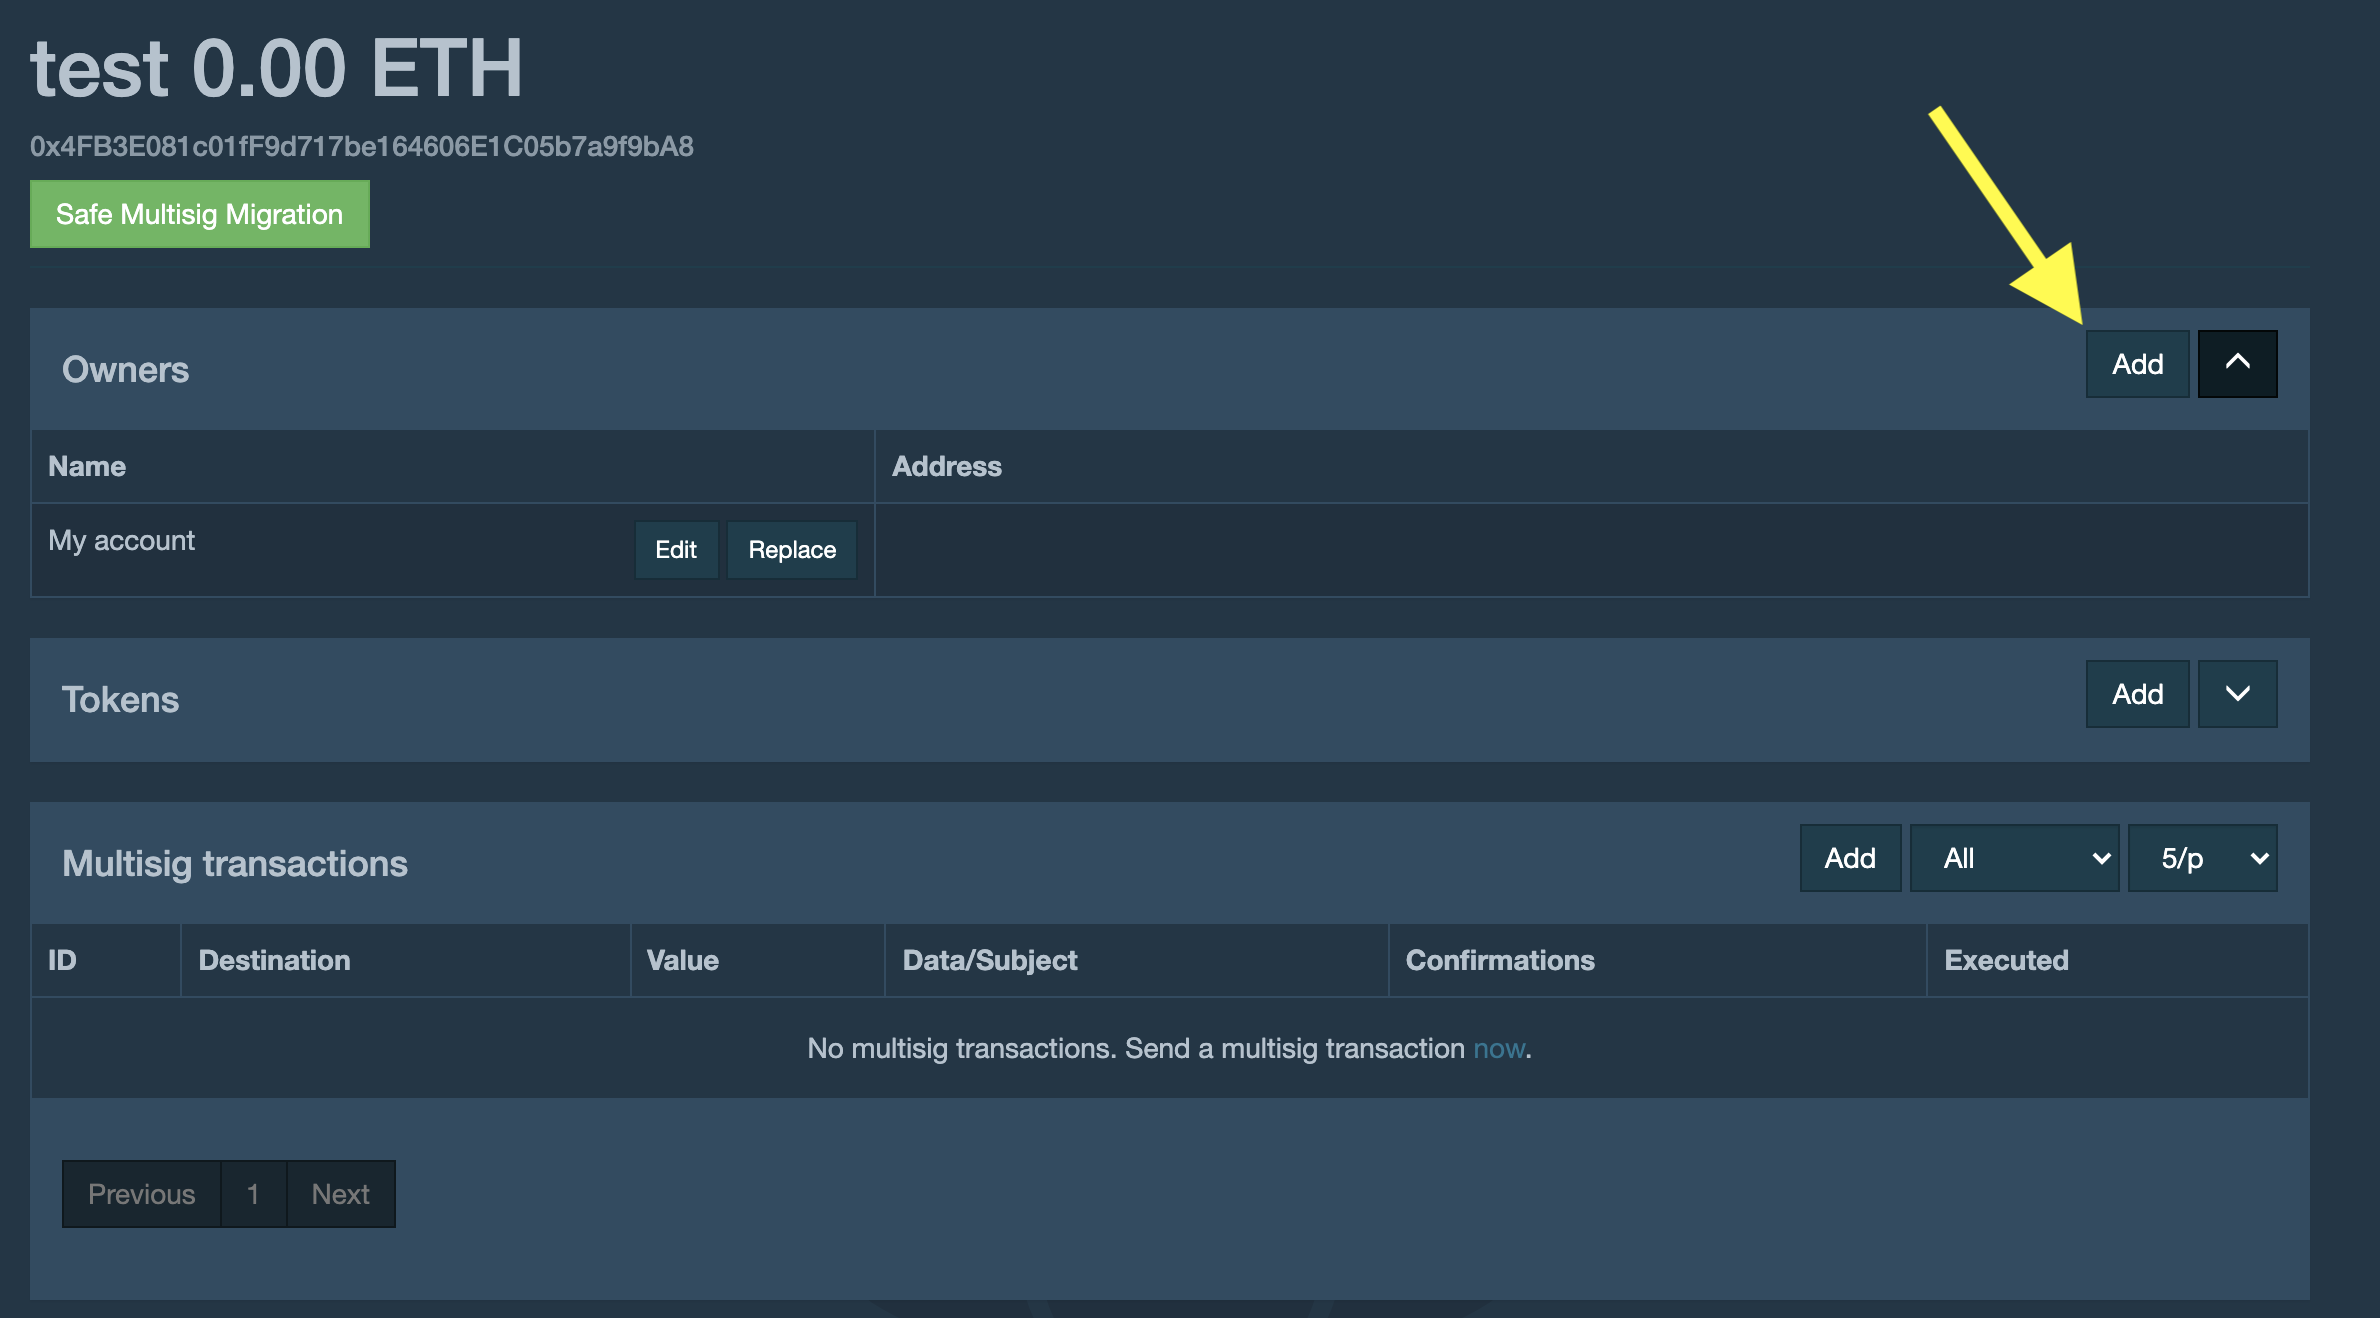 test 0.00 ETH
0x4FB3E081c01fF9d717be164606E1C05b7a9f9bA8
Safe Multisig Migration
Owners
Add
Name Address
My account Edit Replace
Tokens
Add
Multisig transactions
Add All 5/p
ID Destination Value Data/Subject Confirmations Executed
No multisig transactions. Send a multisig transaction now.
Previous 1 Next